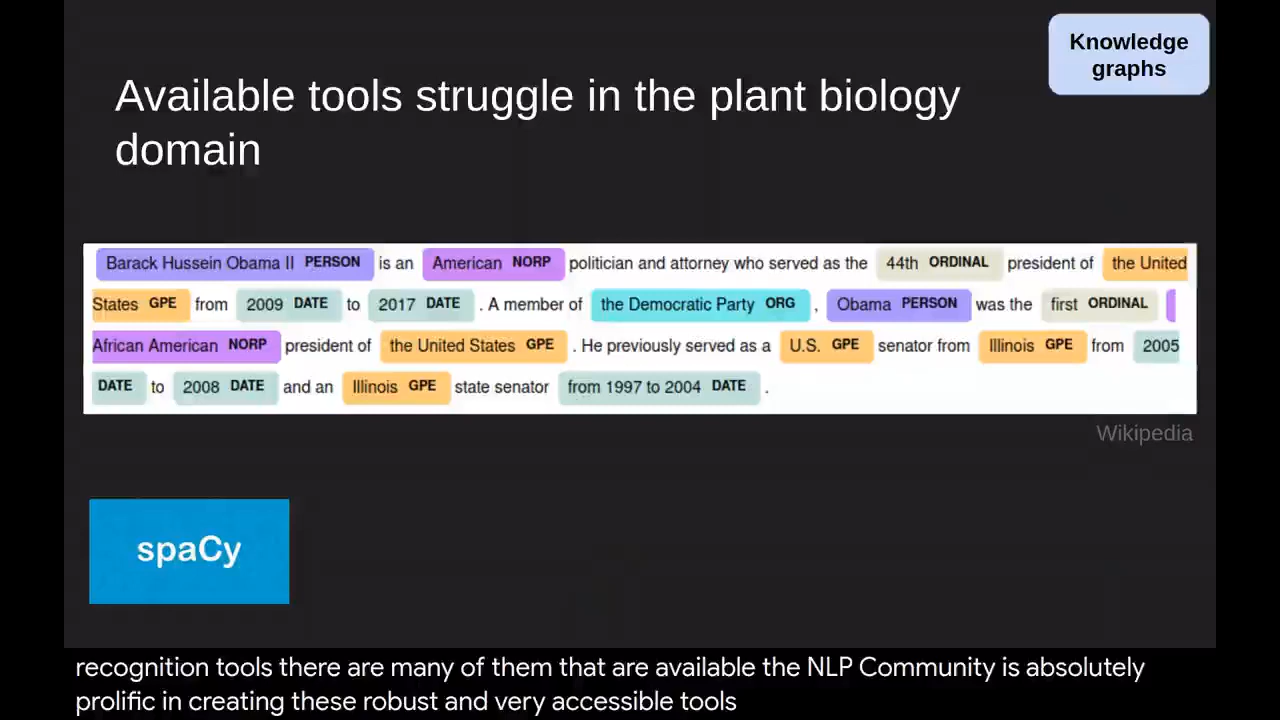 Knowledge
graphs
Available tools struggle in the plant biology
domain
Barack Hussein Obama II PERSON is an American NORP politician and attorney who served as the 44th ORDINAL president of the United
States GPE from 2009 DATE to 2017 DATE . A member of the Democratic Party ORG , Obama PERSON was the first ORDINAL
African American NORP president of the United States GPE . He previously served as a U.S. GPE senator from Illinois GPE from 2005
DATE to 2008 DATE and an Illinois GPE state senator from 1997 to 2004 DATE .
Wikipedia
spaCy
recognition tools there are many of them that are available the NLP Community is absolutely
prolific in creating these robust and very accessible tools